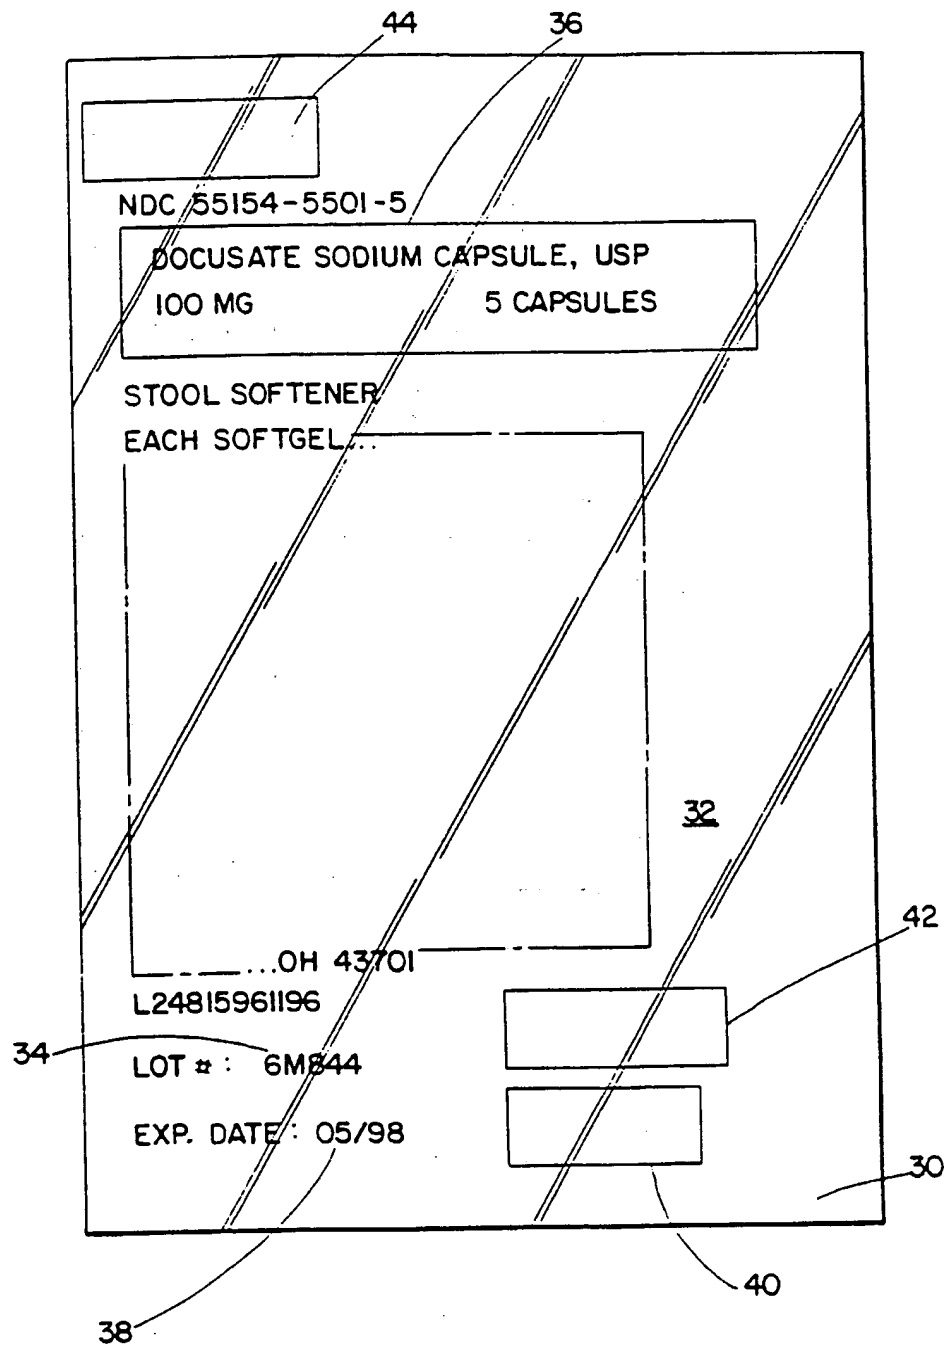 44 36
NDC 55154-5501-5
DOCUSATE SODIUM CAPSULE, USP
100 MG 5 CAPSULES
STOOL SOFTENER
EACH SOFTGEL...
32
42
...OH 43701
L24815961196
34 LOT #: 6M844
EXP. DATE: 05/98
30
40
38